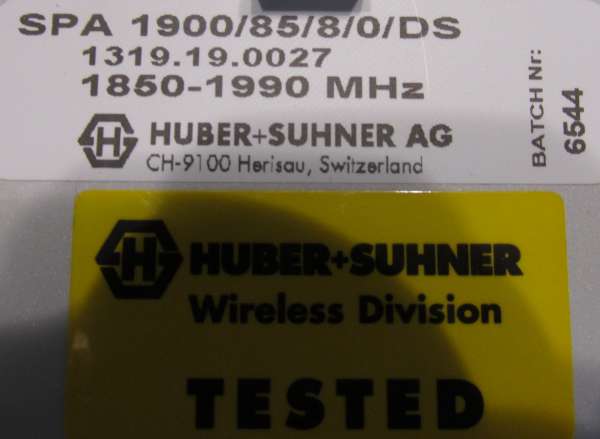 SPA 1900/85/8/0/DS
1319.19.0027
1850-1990 MHz
HUBER+SUHNER AG
CH-9100 Herisau, Switzerland
BATCH Nr:
6544
HUBER+SUHNER
Wireless Division
TESTED